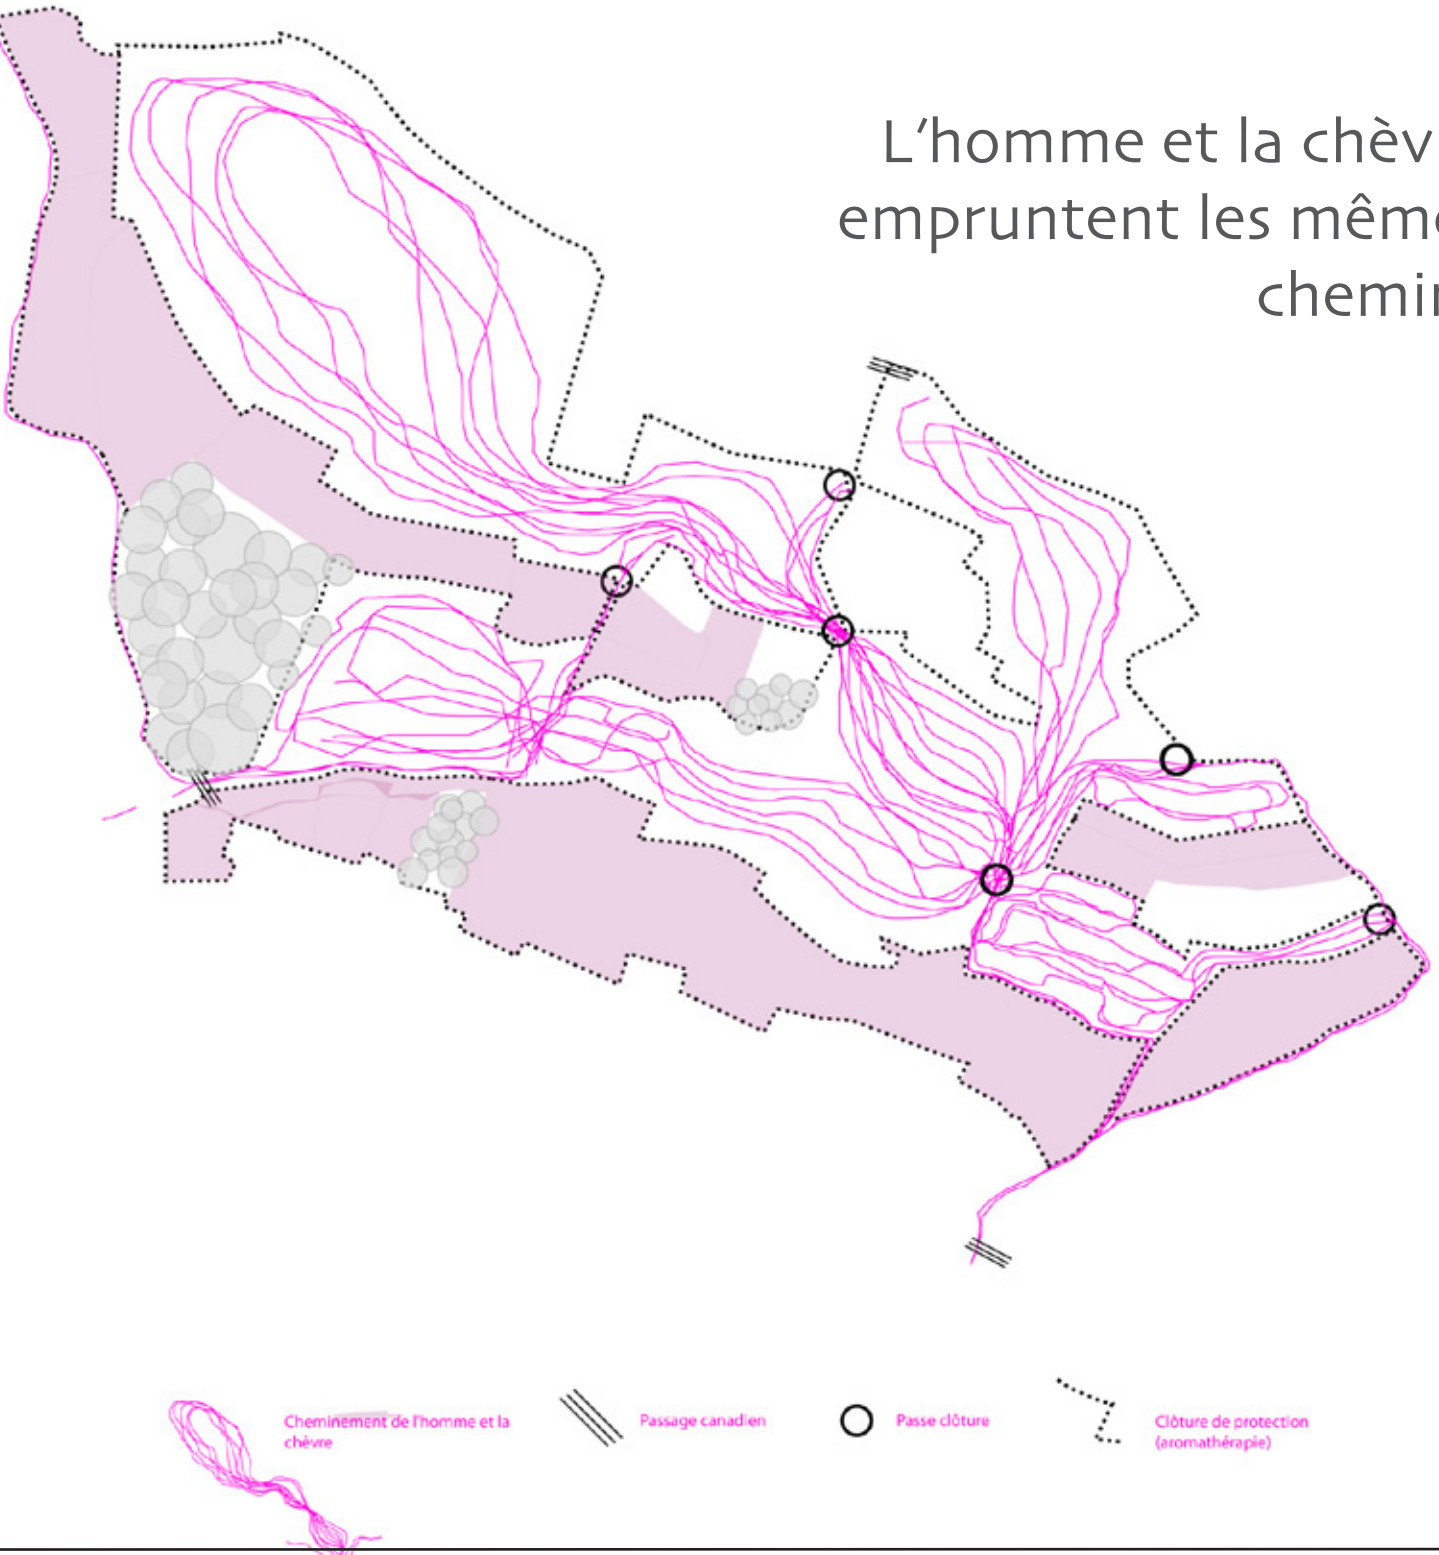 L'homme et la chèv
empruntent les mêm
chemin
Cheminement de l'homme et la
chèvre
Passage canadien
Passe clôture
Clôture de protection
(aromathérapie)